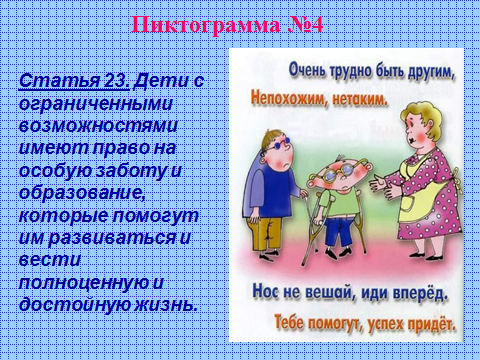 Пиктограмма №4
Статья 23. Дети с
ограниченными
возможностями
имеют право на
особую заботу и
образование,
которые помогут
им развиваться и
вести
полноценную и
достойную жизнь.
Очень трудно быть другим,
Непохожим, нетаким.
Нос не вешай, иди вперёд.
Тебе помогут, успех придёт.